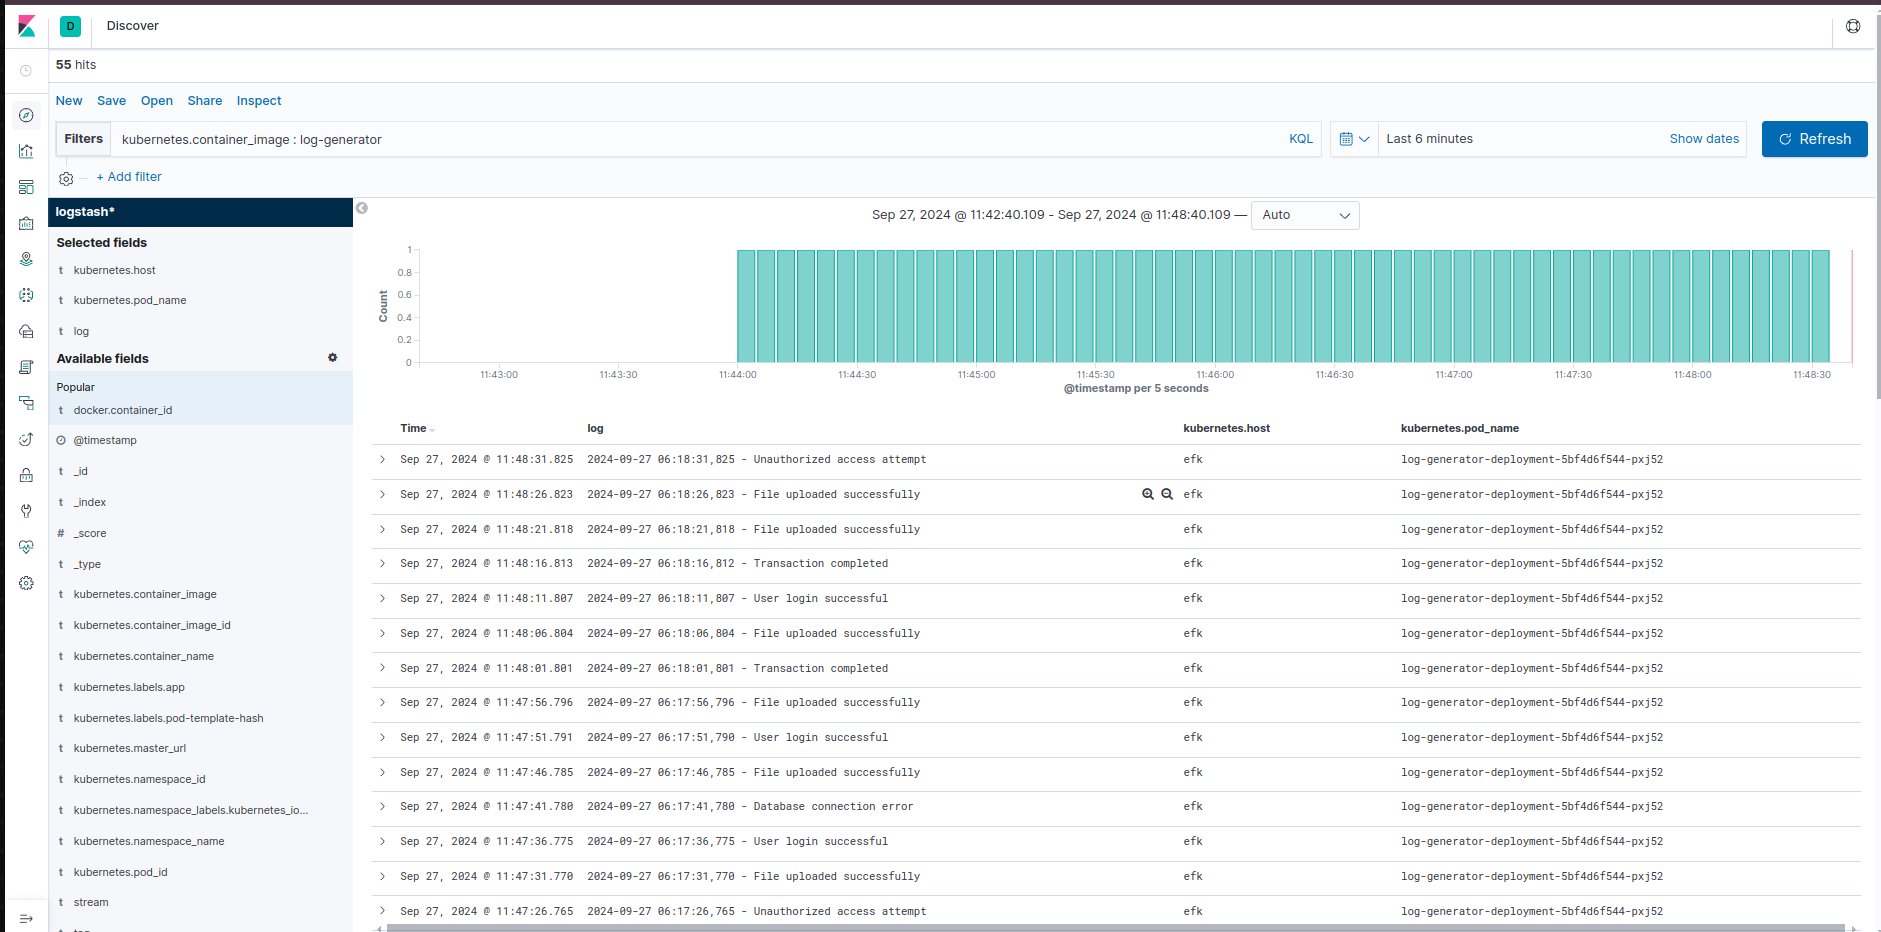 D Discover
55 hits
New Save Open Share Inspect
Filters kubernetes.container_image : log-generator KQL Last 6 minutes Show dates Refresh
+ Add filter
logstash*
Selected fields
t kubernetes.host
t kubernetes.pod_name
t log
Available fields
Popular
t docker.container_id
@timestamp
t _id
t _index
# _score
t _type
t kubernetes.container_image
t kubernetes.container_image_id
t kubernetes.container_name
t kubernetes.labels.app
t kubernetes.labels.pod-template-hash
t kubernetes.master_url
t kubernetes.namespace_id
t kubernetes.namespace_labels.kubernetes_io...
t kubernetes.namespace_name
t kubernetes.pod_id
t stream
Sep 27, 2024 @ 11:42:40.109 - Sep 27, 2024 @ 11:48:40.109 — Auto
Count
1
0.8
0.6
0.4
0.2
0
11:43:00 11:43:30 11:44:00 11:44:30 11:45:00 11:45:30 11:46:00 11:46:30 11:47:00 11:47:30 11:48:00 11:48:30
@timestamp per 5 seconds
Time log kubernetes.host kubernetes.pod_name
Sep 27, 2024 @ 11:48:31.825 2024-09-27 06:18:31,825 - Unauthorized access attempt efk log-generator-deployment-5bf4d6f544-pxj52
Sep 27, 2024 @ 11:48:26.823 2024-09-27 06:18:26,823 - File uploaded successfully efk log-generator-deployment-5bf4d6f544-pxj52
Sep 27, 2024 @ 11:48:21.818 2024-09-27 06:18:21,818 - File uploaded successfully efk log-generator-deployment-5bf4d6f544-pxj52
Sep 27, 2024 @ 11:48:16.813 2024-09-27 06:18:16,812 - Transaction completed efk log-generator-deployment-5bf4d6f544-pxj52
Sep 27, 2024 @ 11:48:11.807 2024-09-27 06:18:11,807 - User login successful efk log-generator-deployment-5bf4d6f544-pxj52
Sep 27, 2024 @ 11:48:06.804 2024-09-27 06:18:06,804 - File uploaded successfully efk log-generator-deployment-5bf4d6f544-pxj52
Sep 27, 2024 @ 11:48:01.801 2024-09-27 06:18:01,801 - Transaction completed efk log-generator-deployment-5bf4d6f544-pxj52
Sep 27, 2024 @ 11:47:56.796 2024-09-27 06:17:56,796 - File uploaded successfully efk log-generator-deployment-5bf4d6f544-pxj52
Sep 27, 2024 @ 11:47:51.791 2024-09-27 06:17:51,790 - User login successful efk log-generator-deployment-5bf4d6f544-pxj52
Sep 27, 2024 @ 11:47:46.785 2024-09-27 06:17:46,785 - File uploaded successfully efk log-generator-deployment-5bf4d6f544-pxj52
Sep 27, 2024 @ 11:47:41.780 2024-09-27 06:17:41,780 - Database connection error efk log-generator-deployment-5bf4d6f544-pxj52
Sep 27, 2024 @ 11:47:36.775 2024-09-27 06:17:36,775 - User login successful efk log-generator-deployment-5bf4d6f544-pxj52
Sep 27, 2024 @ 11:47:31.770 2024-09-27 06:17:31,770 - File uploaded successfully efk log-generator-deployment-5bf4d6f544-pxj52
Sep 27, 2024 @ 11:47:26.765 2024-09-27 06:17:26,765 - Unauthorized access attempt efk log-generator-deployment-5bf4d6f544-pxj52